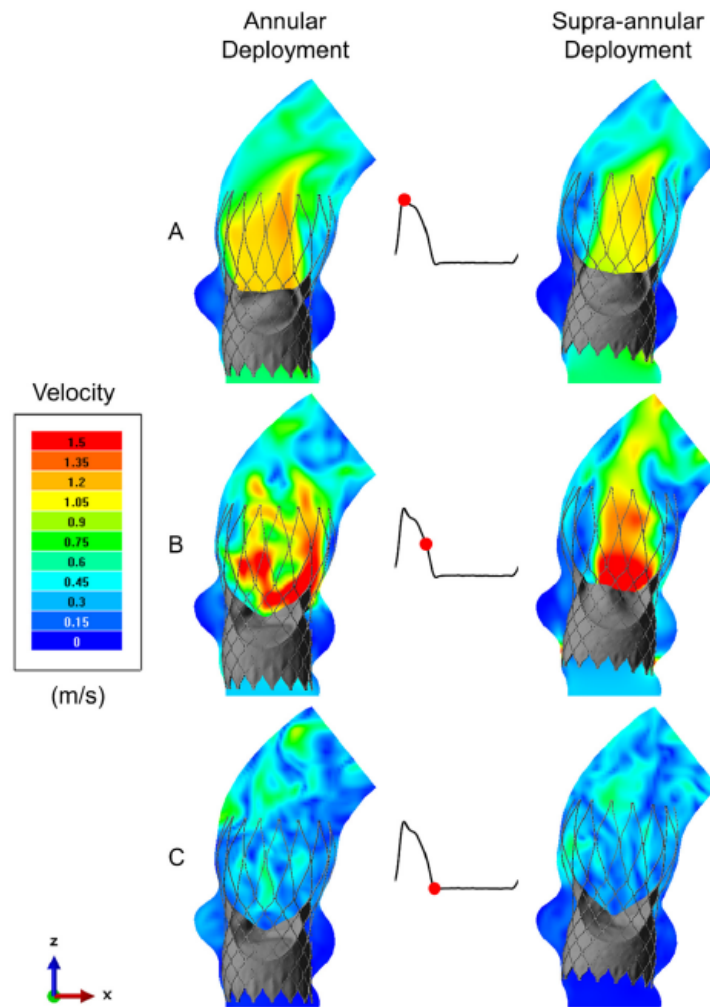 Annular
Deployment
Supra-annular
Deployment
A
Velocity
1.5
1.35
1.2
1.05
0.9
0.75
0.6
0.45
0.3
0.15
0
(m/s)
B
C
z
x